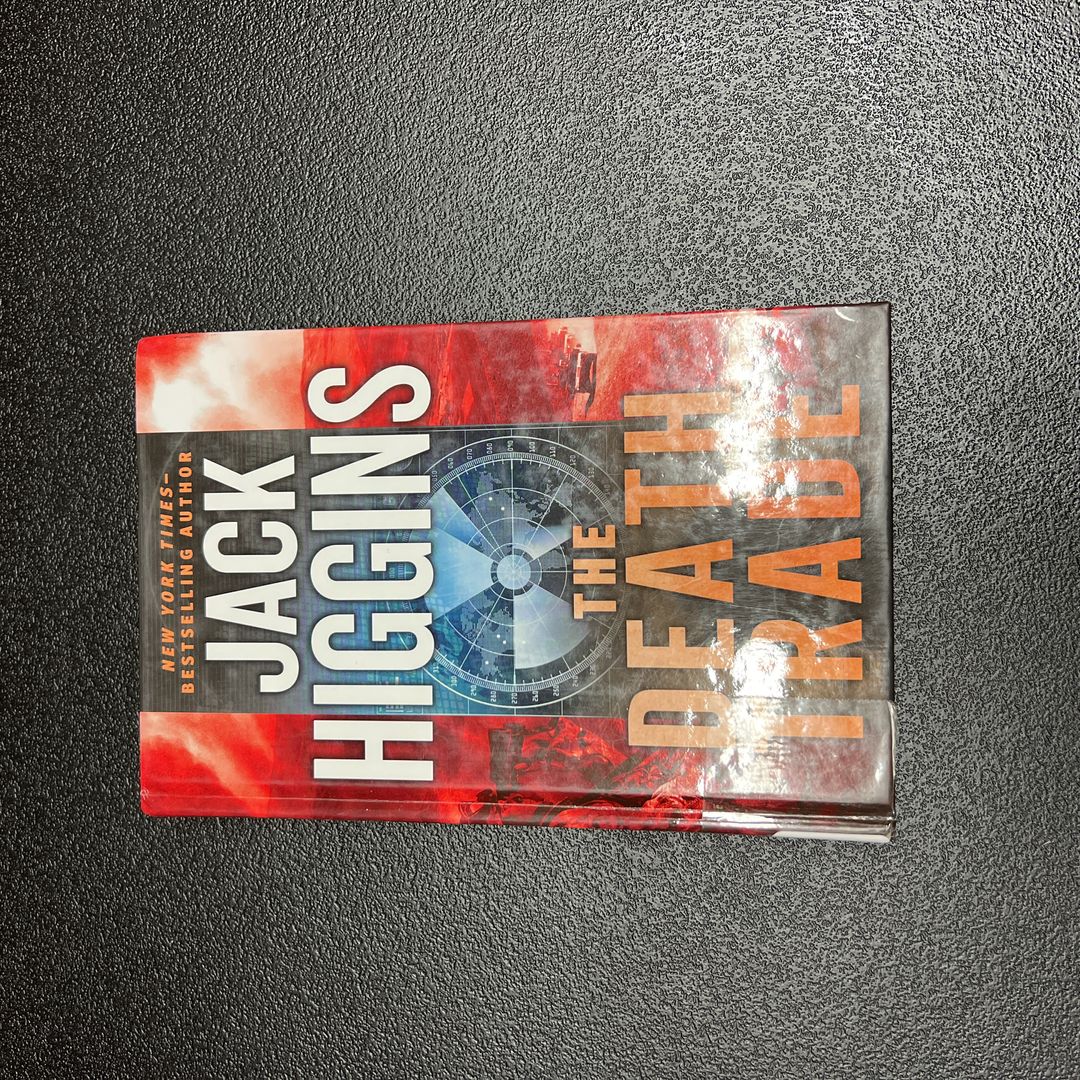 NEW YORK TIMES–
BESTSELLING AUTHOR
JACK
HIGGINS
THE
DEATH
TRADE